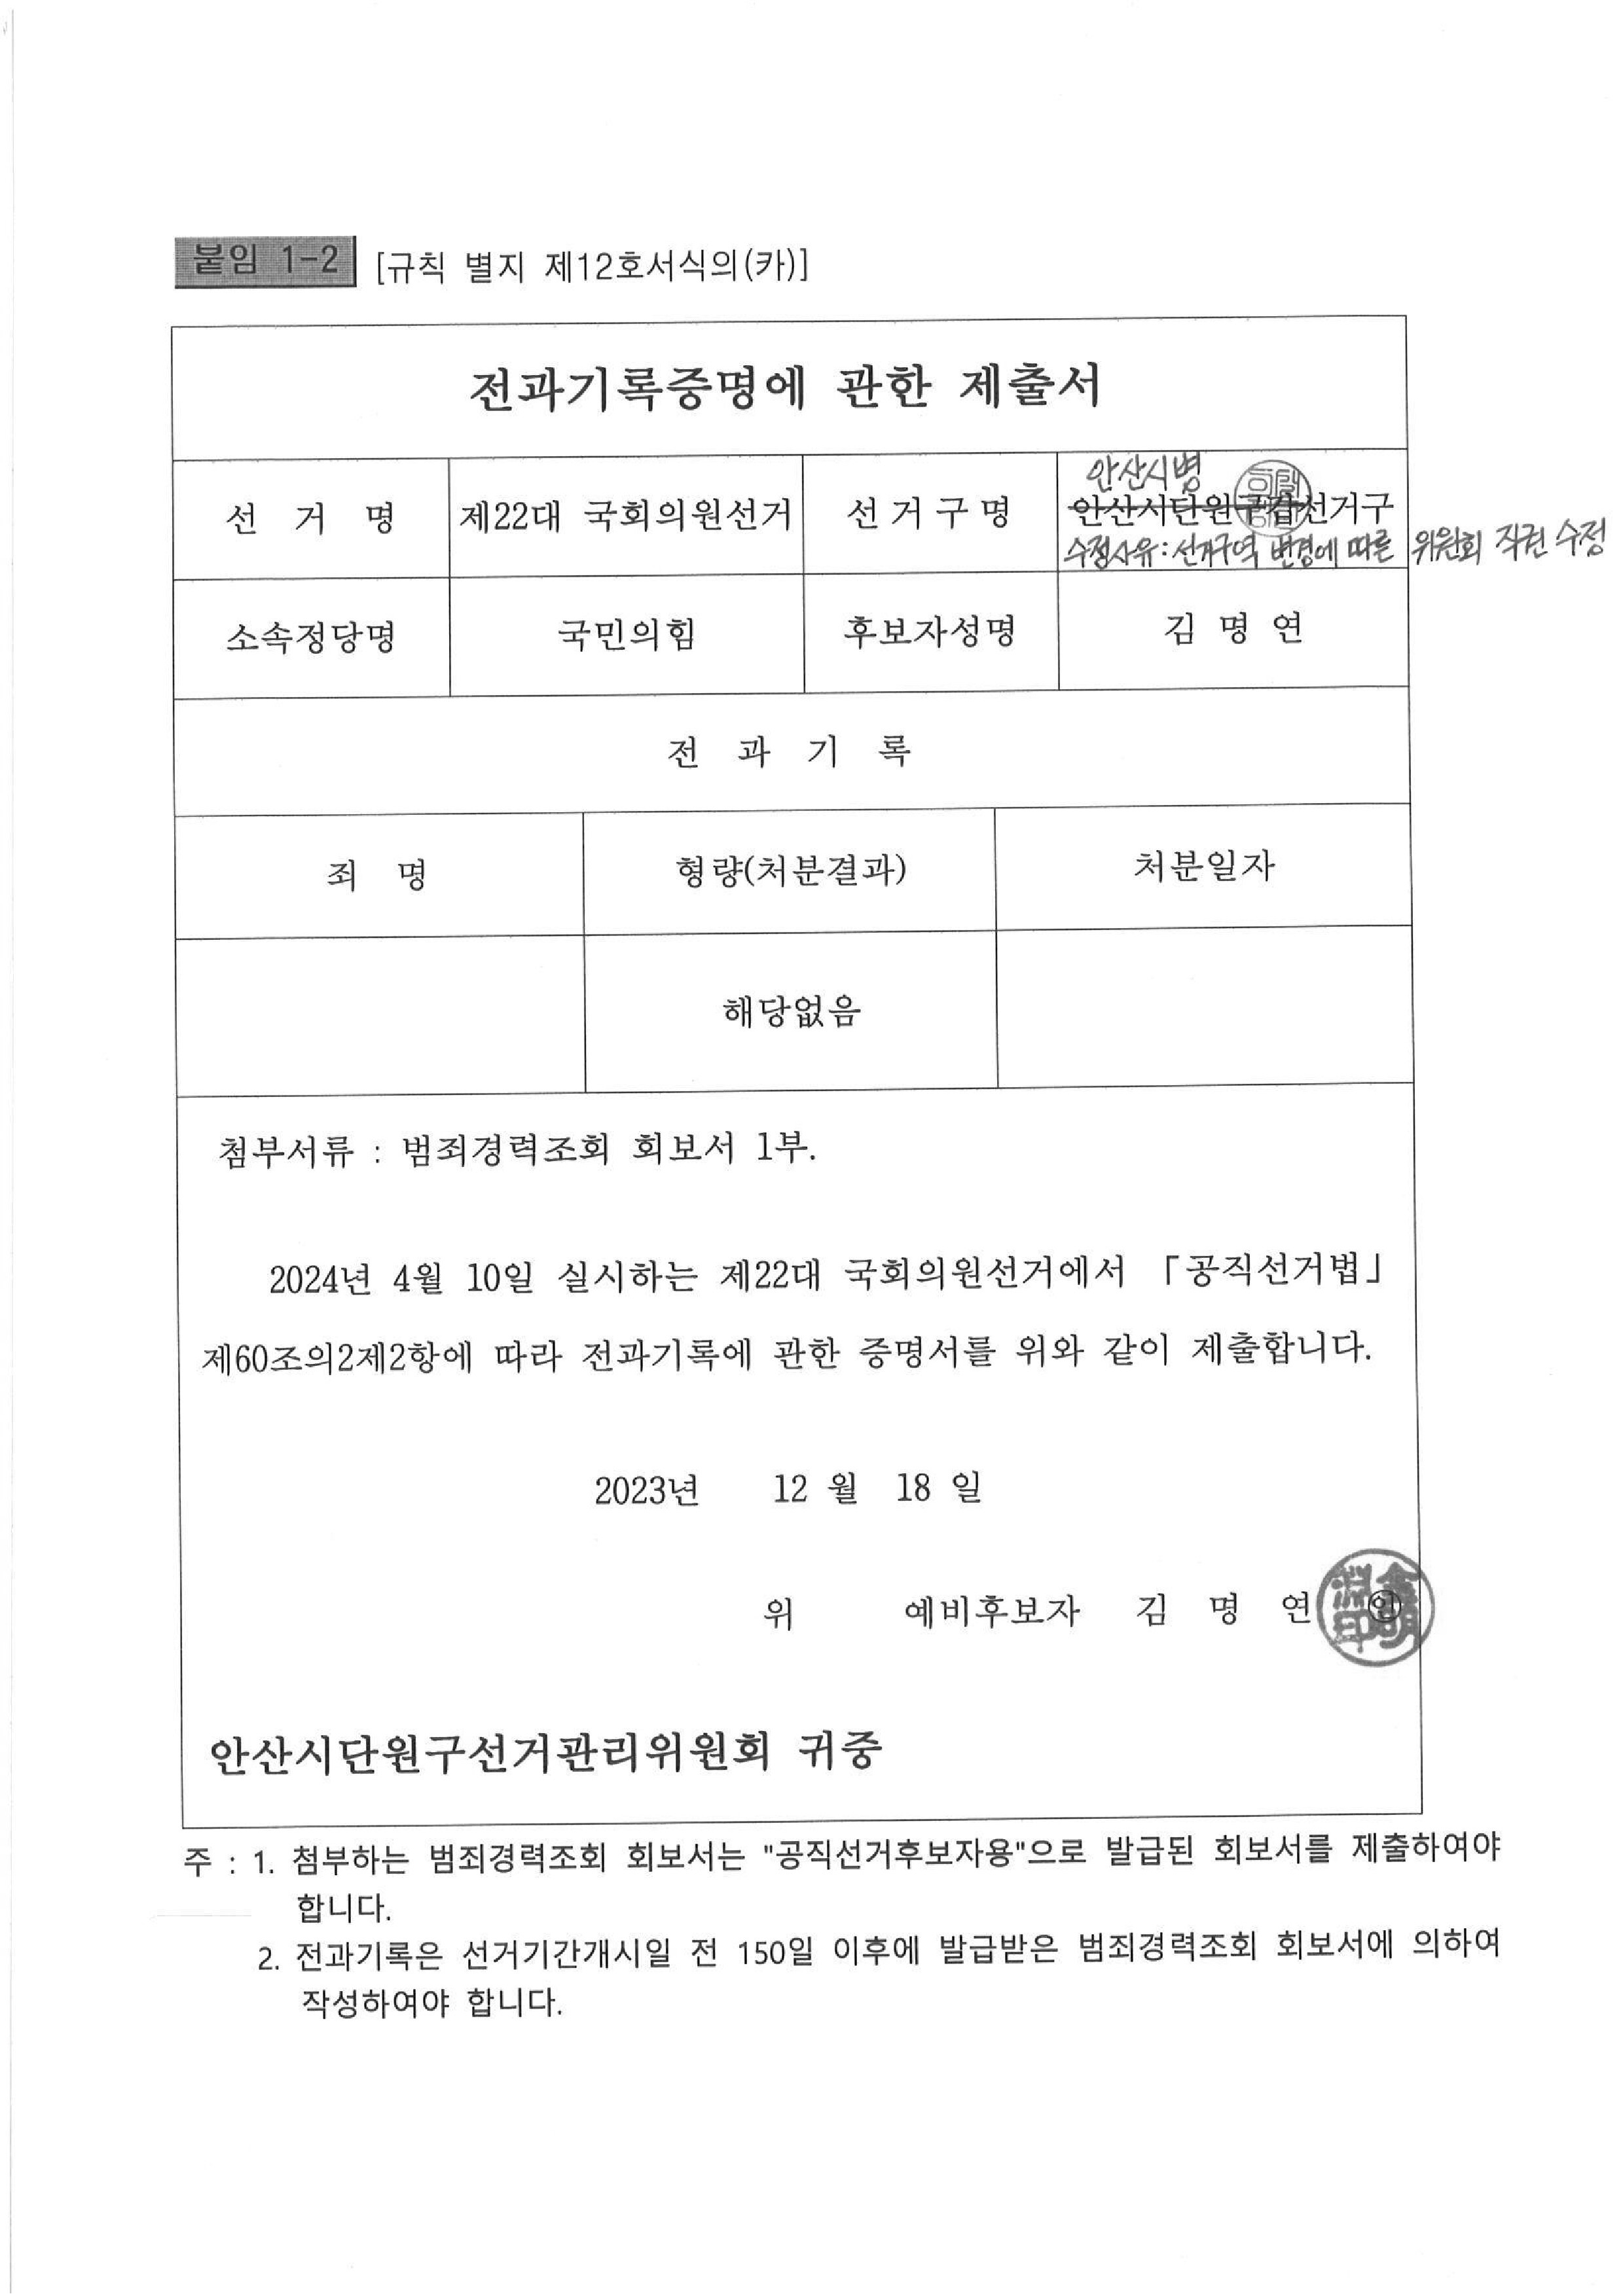 붙임 1-2 [규칙 별지 제12호서식의(카)]
전과기록증명에 관한 제출서
안산시병
선 거 명 제22대 국회의원선거 선 거 구 명 안산시단원구갑선거구
수정사유: 선거구역 변경에 따른 위원회 직권 수정
소속정당명 국민의힘 후보자성명 김 명 연
전 과 기 록
죄 명 형량(처분결과) 처분일자
해당없음
첨부서류 : 범죄경력조회 회보서 1부.
2024년 4월 10일 실시하는 제22대 국회의원선거에서 「공직선거법」
제60조의2제2항에 따라 전과기록에 관한 증명서를 위와 같이 제출합니다.
2023년 12 월 18 일
위 예비후보자 김 명 연 ㊞
안산시단원구선거관리위원회 귀중
주 : 1. 첨부하는 범죄경력조회 회보서는 "공직선거후보자용"으로 발급된 회보서를 제출하여야
합니다.
2. 전과기록은 선거기간개시일 전 150일 이후에 발급받은 범죄경력조회 회보서에 의하여
작성하여야 합니다.